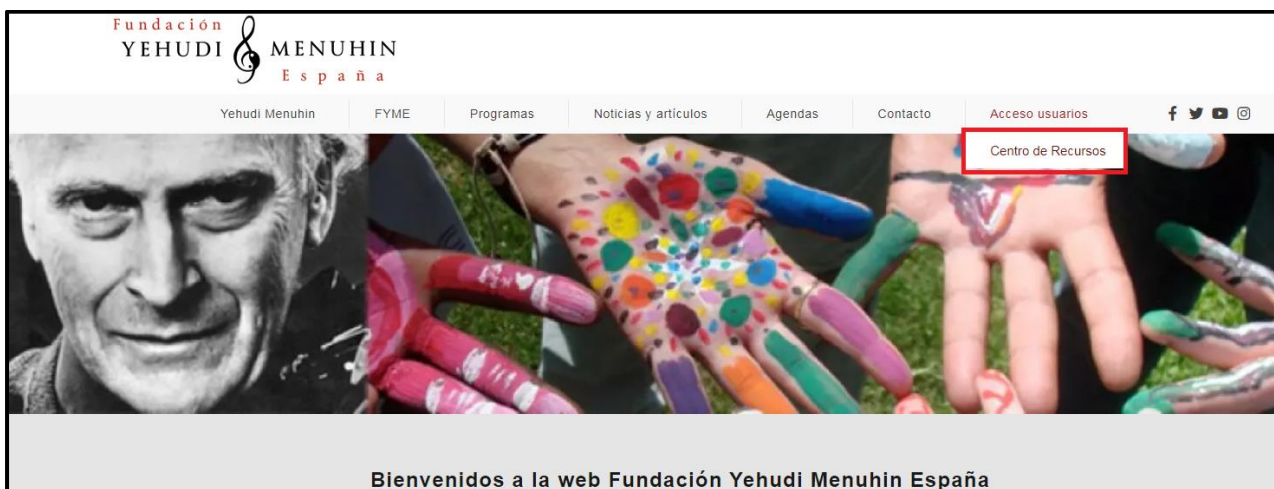 Fundación
YEHUDI MENUHIN
España
Yehudi Menuhin FYME Programas Noticias y artículos Agendas Contacto Acceso usuarios
Centro de Recursos
Bienvenidos a la web Fundación Yehudi Menuhin España